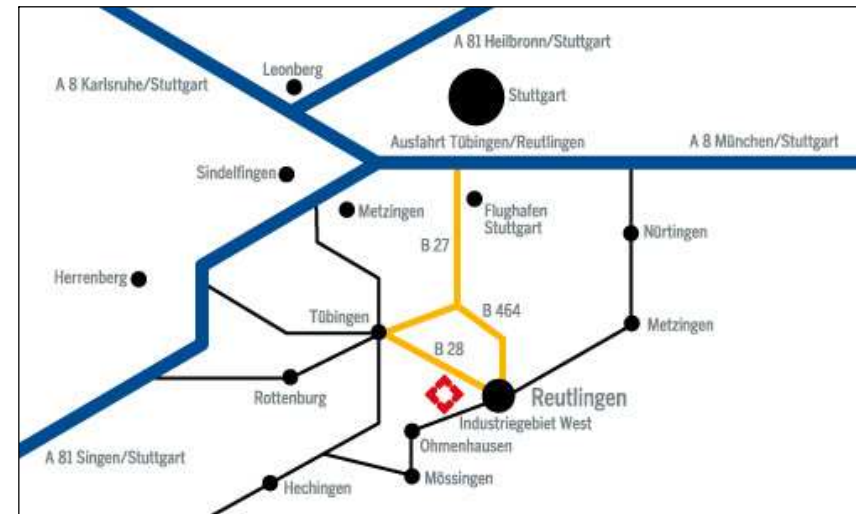 A 81 Heilbronn/Stuttgart
Leonberg
A 8 Karlsruhe/Stuttgart
Stuttgart
Ausfahrt Tübingen/Reutlingen
A 8 München/Stuttgart
Sindelfingen
Metzingen
Flughafen
Stuttgart
Nürtingen
B 27
Herrenberg
B 464
Tübingen
Metzingen
B 28
Rottenburg
Reutlingen
Industriegebiet West
Ohmenhausen
A 81 Singen/Stuttgart
Mössingen
Hechingen